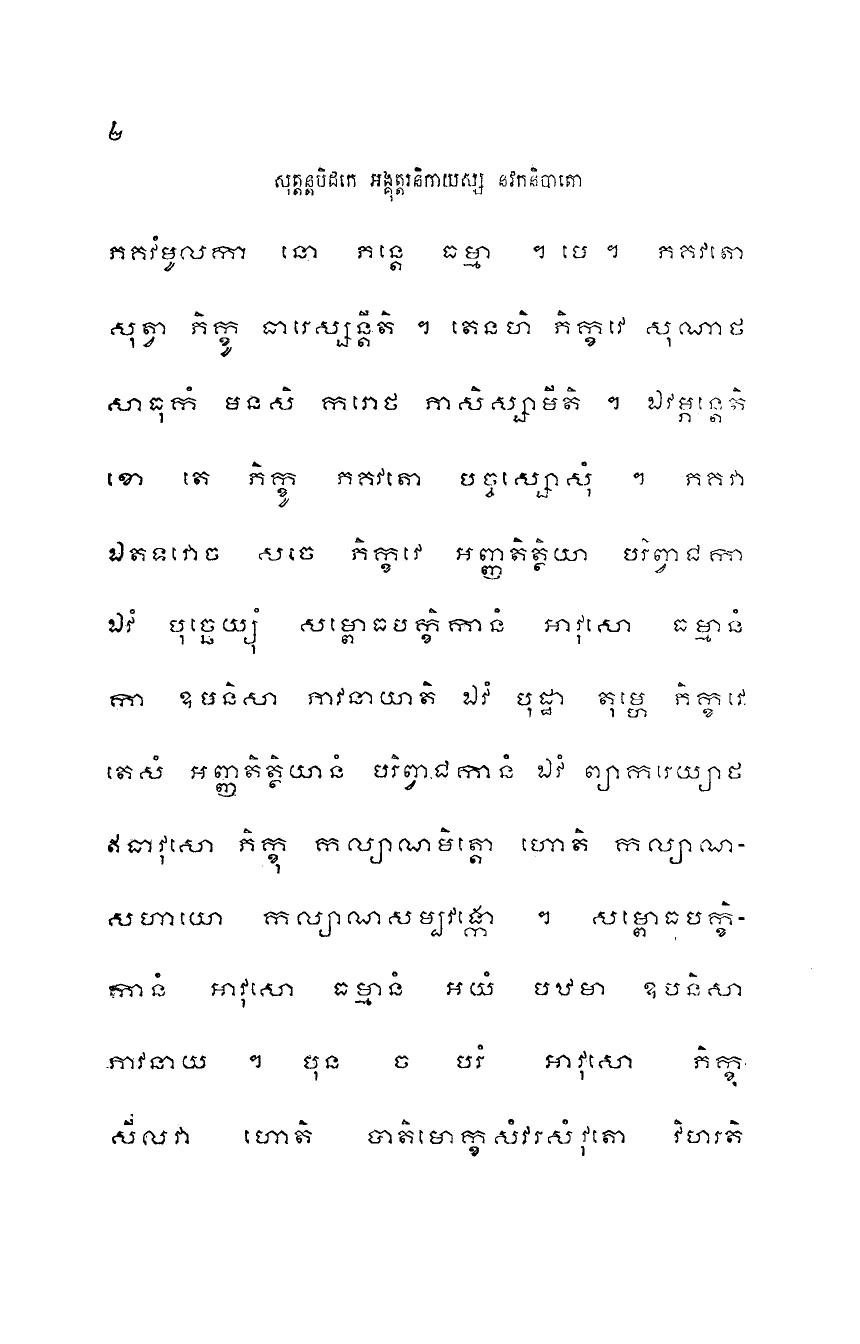 ២
សុត្តន្តបិដកេ អង្គុត្តរនិកាយស្ស នវកនិបាតោ
ភគវំមូលកា នោ ភន្តេ ធម្មា ។ បេ ។ ភគវតោ
សុត្វា ភិក្ខូ ធារេស្សន្តីតិ ។ តេនហិ ភិក្ខវេ សុណាថ
សាធុកំ មនសិ ករោថ ភាសិស្សាមីតិ ។ ឯវម្ភន្តេតិ
ខោ តេ ភិក្ខូ ភគវតោ បច្ចស្សោសុំ ។ ភគវា
ឯតទវោច សចេ ភិក្ខវេ អញ្ញតិត្ថិយា បរិព្វាជកា
ឯវំ បុច្ឆេយ្យុំ សម្ពោធបក្ខិកានំ អាវុសោ ធម្មានំ
កា ឧបនិសា ភាវនាយាតិ ឯវំ បុដ្ឋា តុម្ហេ ភិក្ខវេ
តេសំ អញ្ញតិត្ថិយានំ បរិព្វាជកានំ ឯវំ ព្យាករេយ្យាថ
ឥធាវុសោ ភិក្ខុ កល្យាណមិត្តោ ហោតិ កល្យាណ-
សហាយោ កល្យាណសម្បវង្កោ ។ សម្ពោធបក្ខិ-
កានំ អាវុសោ ធម្មានំ អយំ បឋមា ឧបនិសា
ភាវនាយ ។ បុន ច បរំ អាវុសោ ភិក្ខុ
សីលវា ហោតិ បាតិមោក្ខសំវរសំវុតោ វិហរតិ